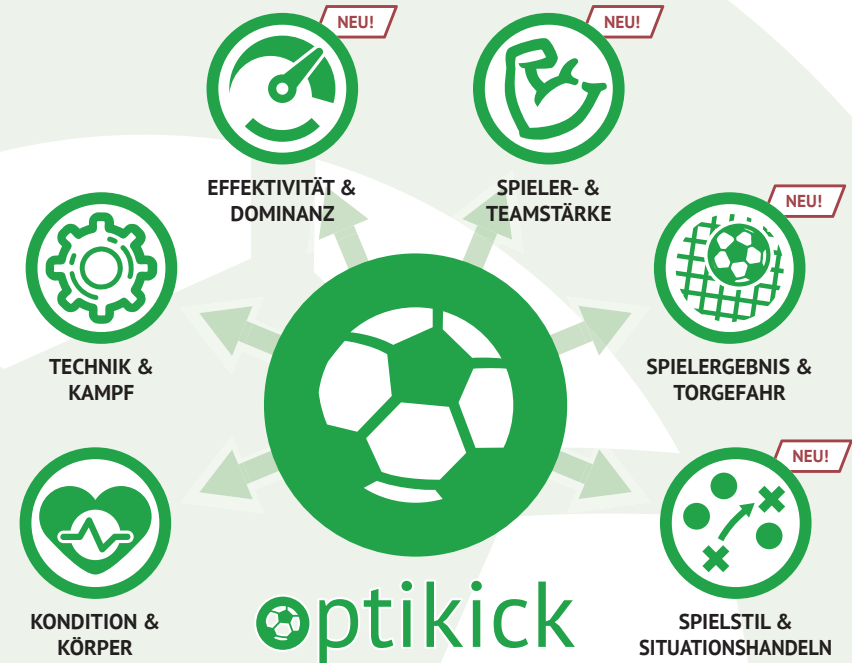 NEU!
EFFEKTIVITÄT &
DOMINANZ
NEU!
SPIELER- &
TEAMSTÄRKE
TECHNIK &
KAMPF
NEU!
SPIELERGEBNIS &
TORGEFAHR
KONDITION &
KÖRPER
NEU!
SPIELSTIL &
SITUATIONSHANDELN
optikick